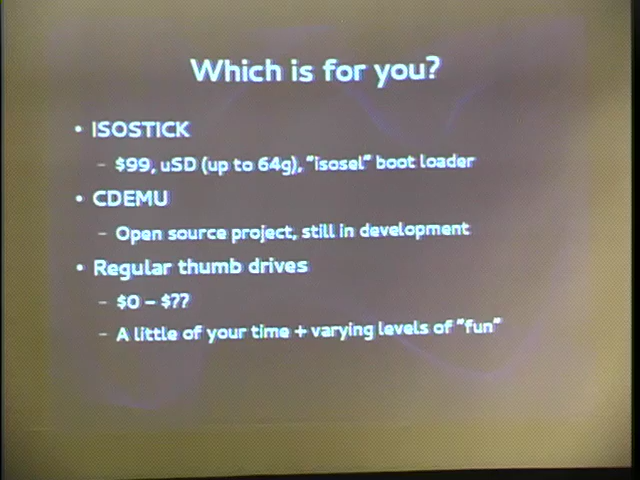 Which is for you?
• ISOSTICK
– $99, uSD (up to 64g), "isosel" boot loader
• CDEMU
– Open source project, still in development
• Regular thumb drives
– $0 – $??
– A little of your time + varying levels of "fun"